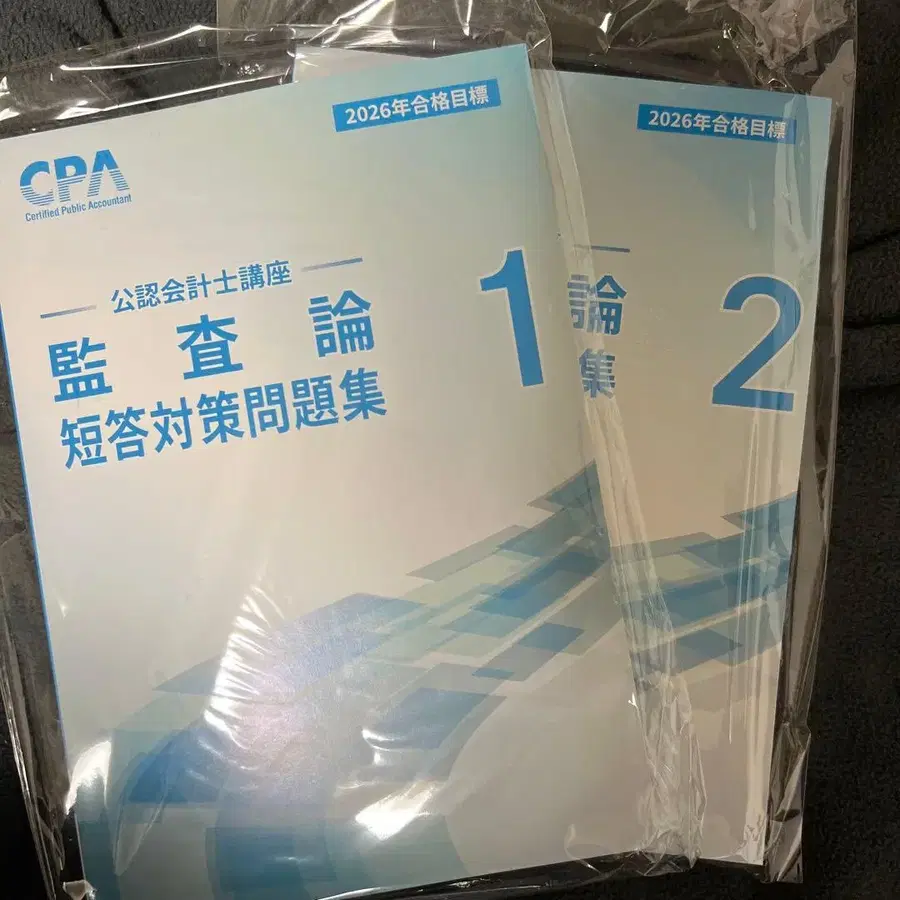 2026年合格目標
CPA
Certified Public Accountant
公認会計士講座
監査論
短答対策問題集
1
2026年合格目標
論
集
2